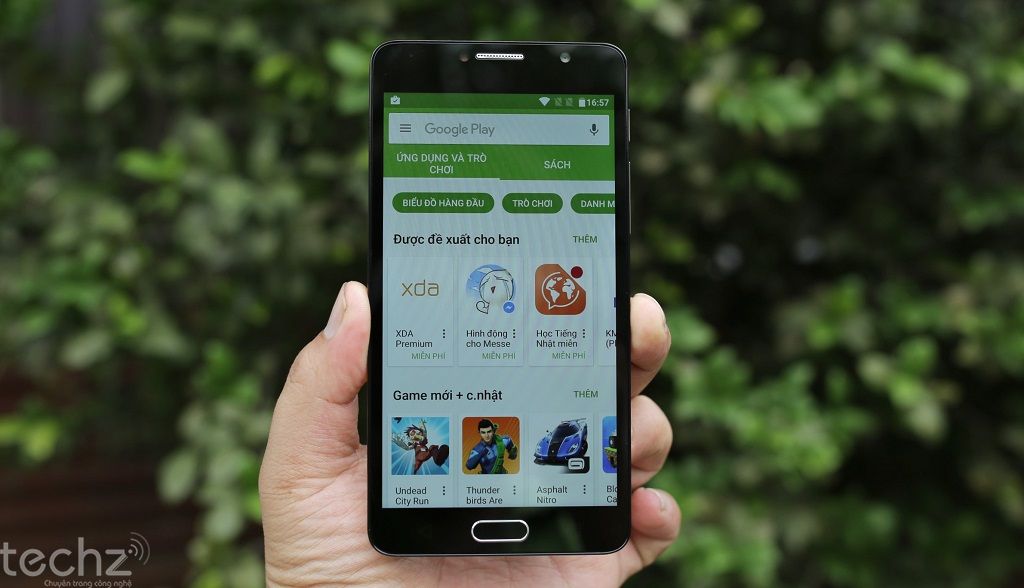 16:57
Google Play
ỨNG DỤNG VÀ TRÒ
CHƠI
SÁCH
BIỂU ĐỒ HÀNG ĐẦU
TRÒ CHƠI
DANH M
Được đề xuất cho bạn
THÊM
xda
XDA
Premium
MIỄN PHÍ
Hình động
cho Messe
MIỄN PHÍ
Học Tiếng
Nhật miễn
MIỄN PHÍ
KM
(P
Game mới + c.nhật
THÊM
Undead
City Run
Thunder
birds Are
Asphalt
Nitro
Blo
Ca
techz
Chuyên trang công nghệ